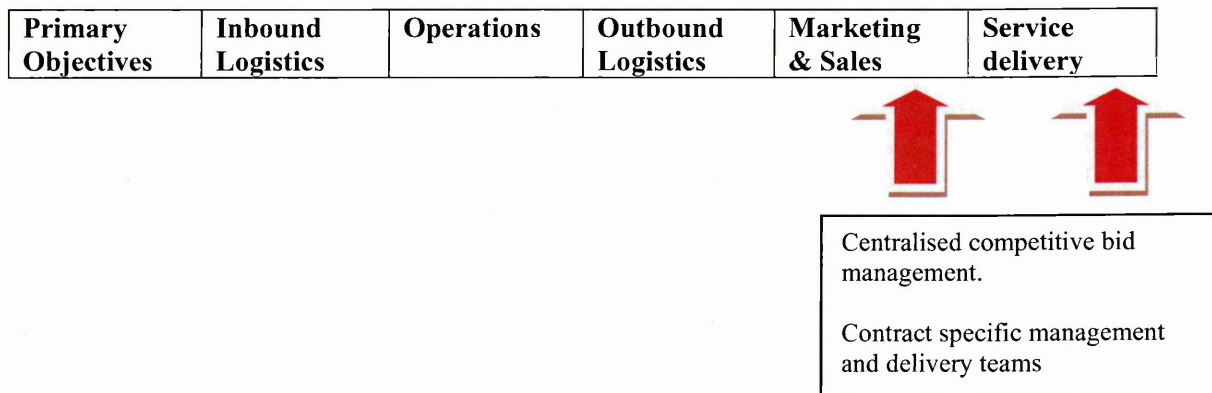 Primary Objectives
Inbound Logistics
Operations
Outbound Logistics
Marketing & Sales
Service delivery
Centralised competitive bid
management.
Contract specific management
and delivery teams